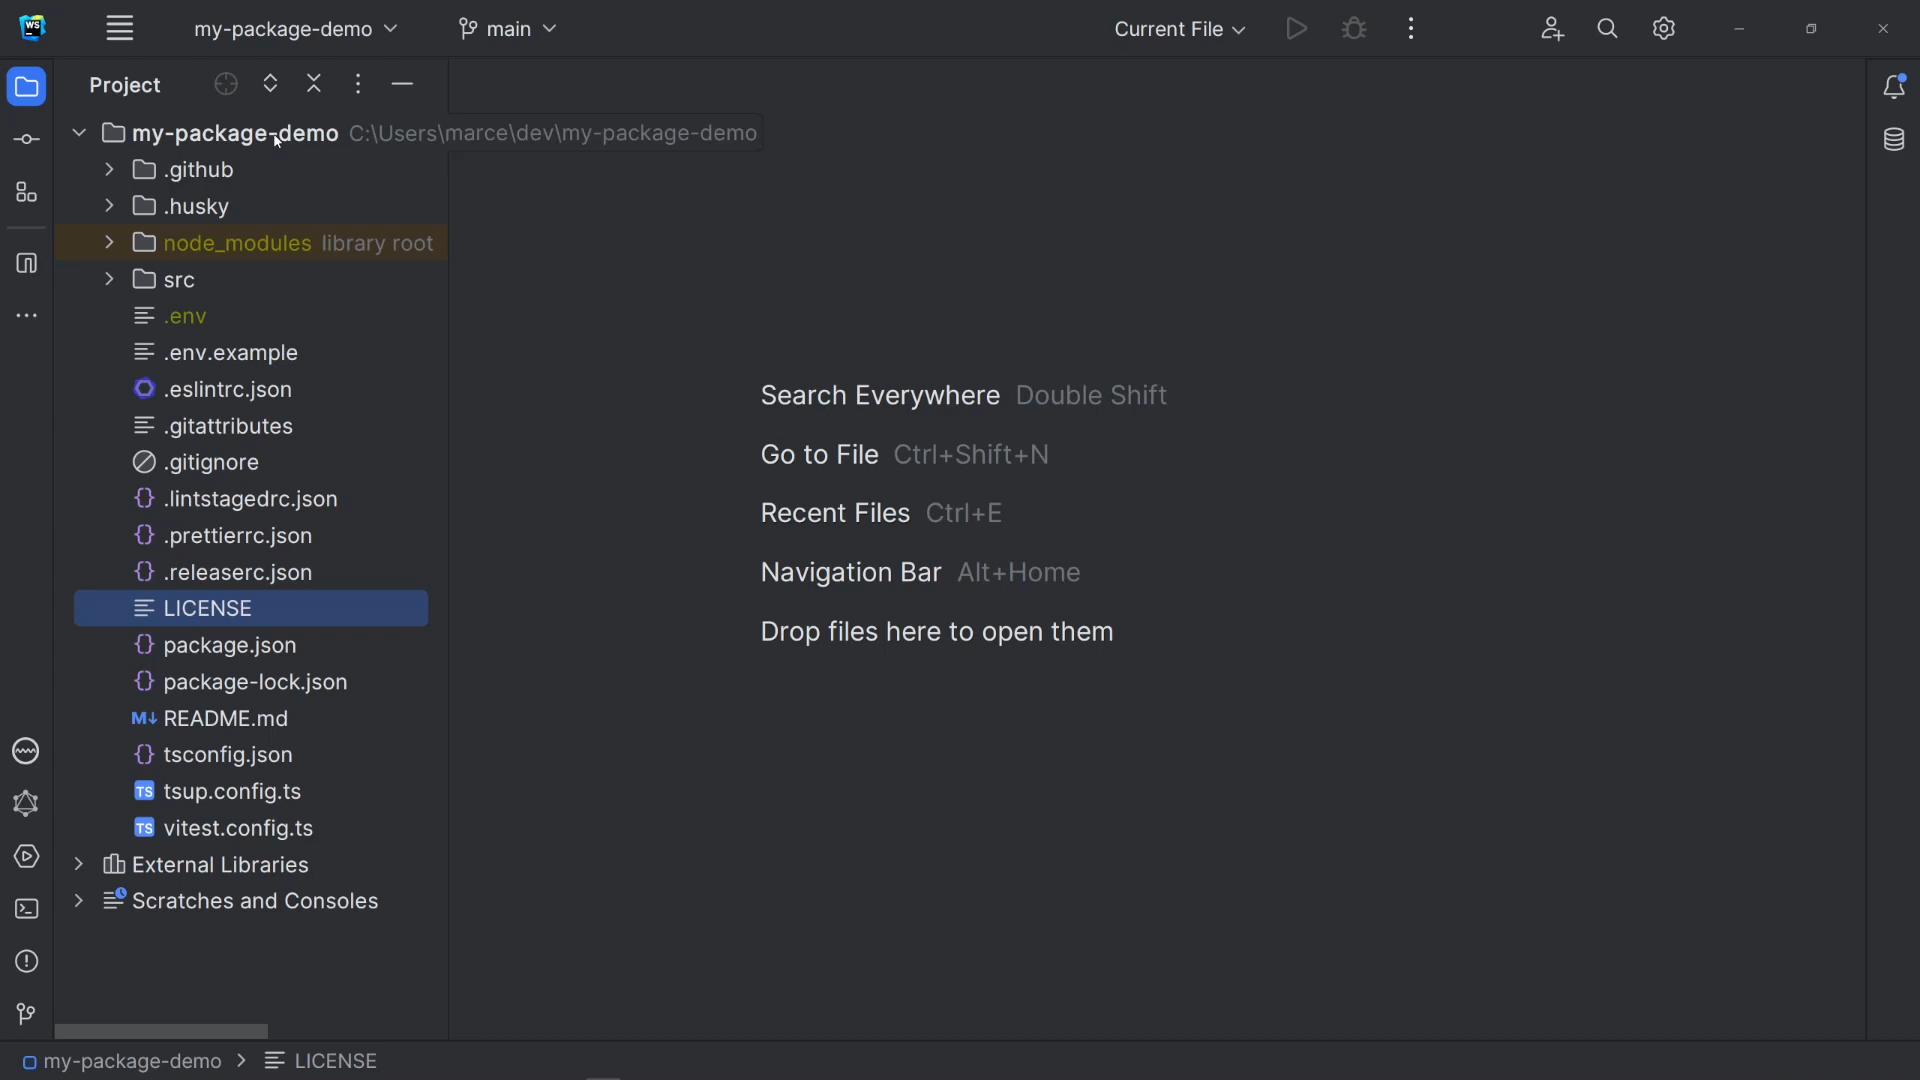 WS
my-package-demo
main
Current File
Project
my-package-demo C:\Users\marce\dev\my-package-demo
.github
.husky
node_modules library root
src
.env
.env.example
.eslintrc.json
.gitattributes
.gitignore
{} .lintstagedrc.json
{} .prettierrc.json
{} .releaserc.json
LICENSE
{} package.json
{} package-lock.json
M↓ README.md
{} tsconfig.json
TS tsup.config.ts
TS vitest.config.ts
External Libraries
Scratches and Consoles
Search Everywhere Double Shift
Go to File Ctrl+Shift+N
Recent Files Ctrl+E
Navigation Bar Alt+Home
Drop files here to open them
my-package-demo > LICENSE